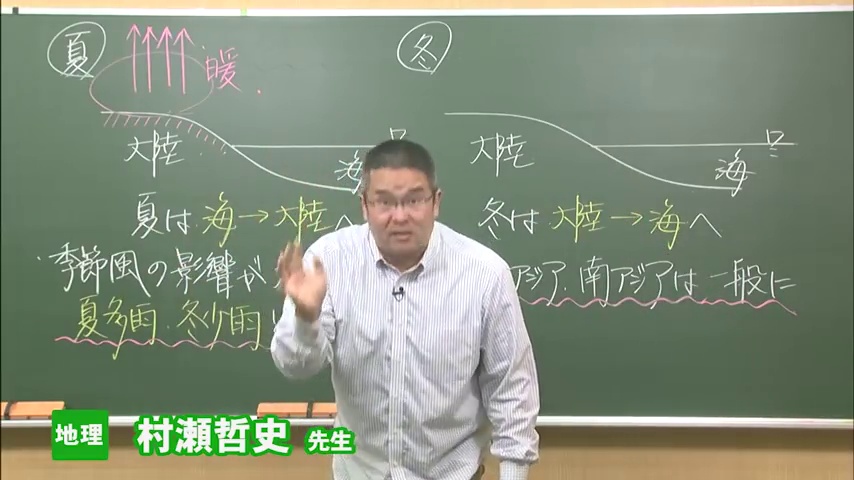 夏
暖
大陸
海
夏は 海→大陸へ
季節風の影響が
夏多雨・冬少雨
冬
大陸
海
冬は 大陸→海へ
アジア、南アジアは一般に
地理 村瀬哲史 先生